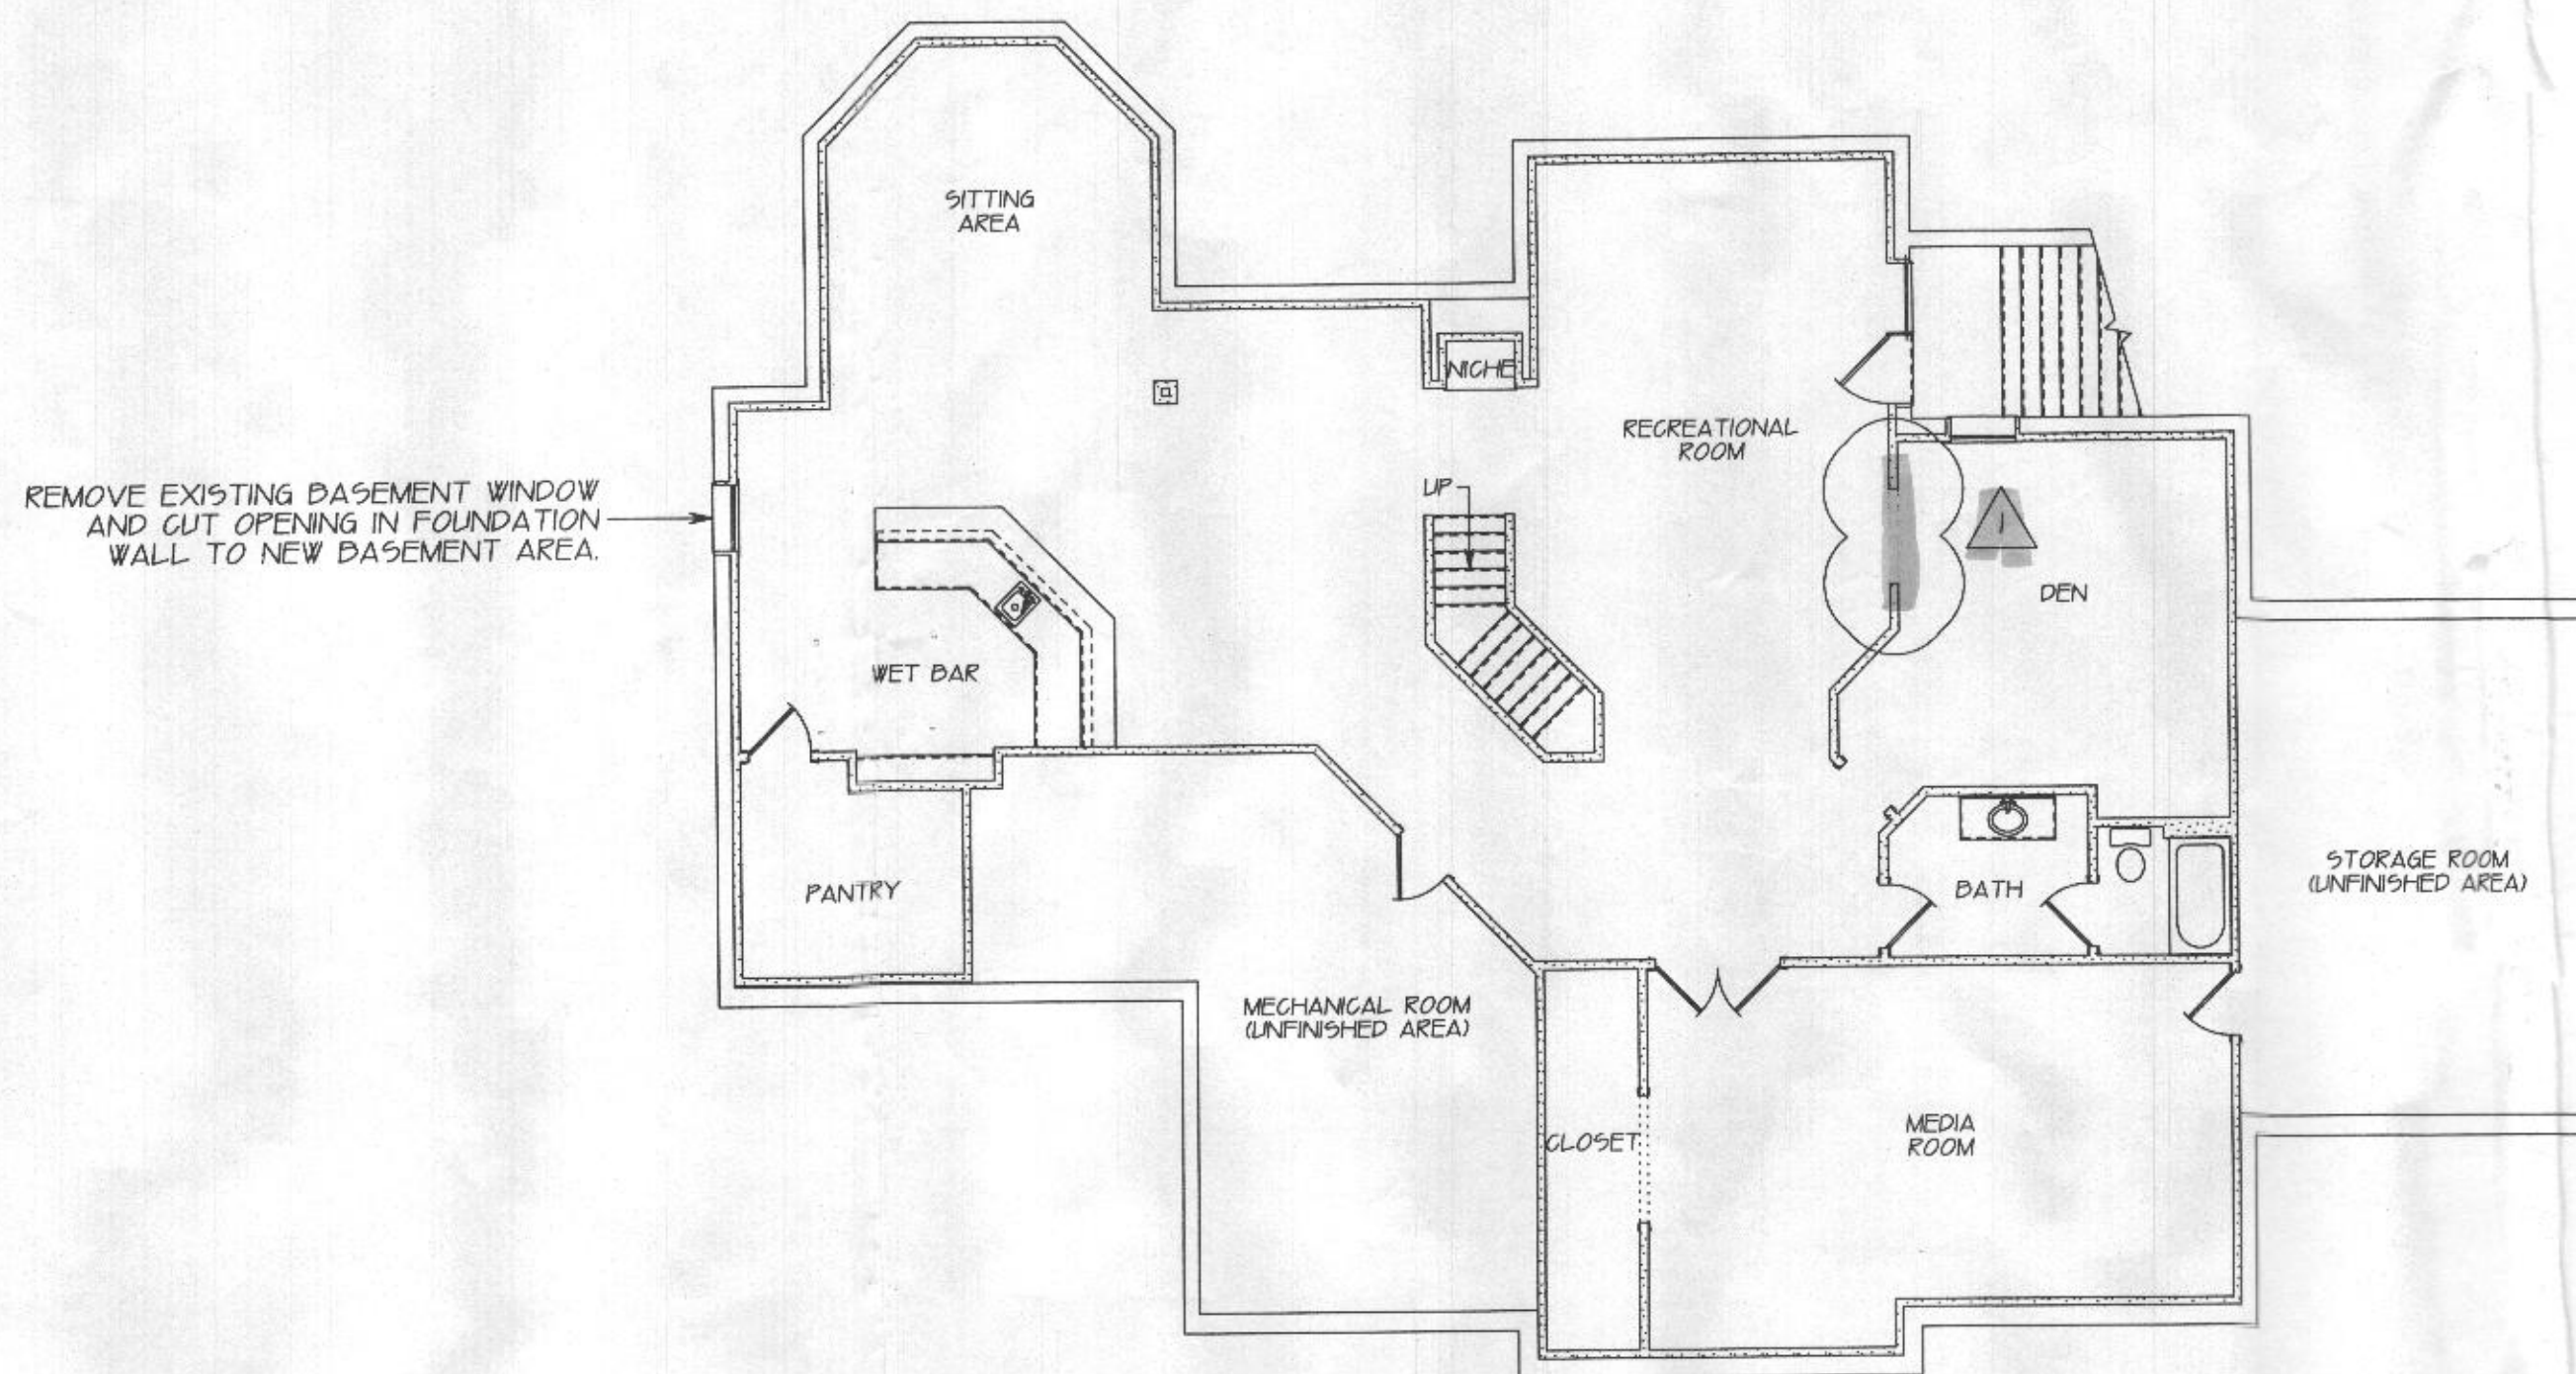 SITTING
AREA
NICHE
RECREATIONAL
ROOM
UP
REMOVE EXISTING BASEMENT WINDOW
AND CUT OPENING IN FOUNDATION
WALL TO NEW BASEMENT AREA.
1
DEN
WET BAR
PANTRY
BATH
STORAGE ROOM
(UNFINISHED AREA)
MECHANICAL ROOM
(UNFINISHED AREA)
CLOSET
MEDIA
ROOM